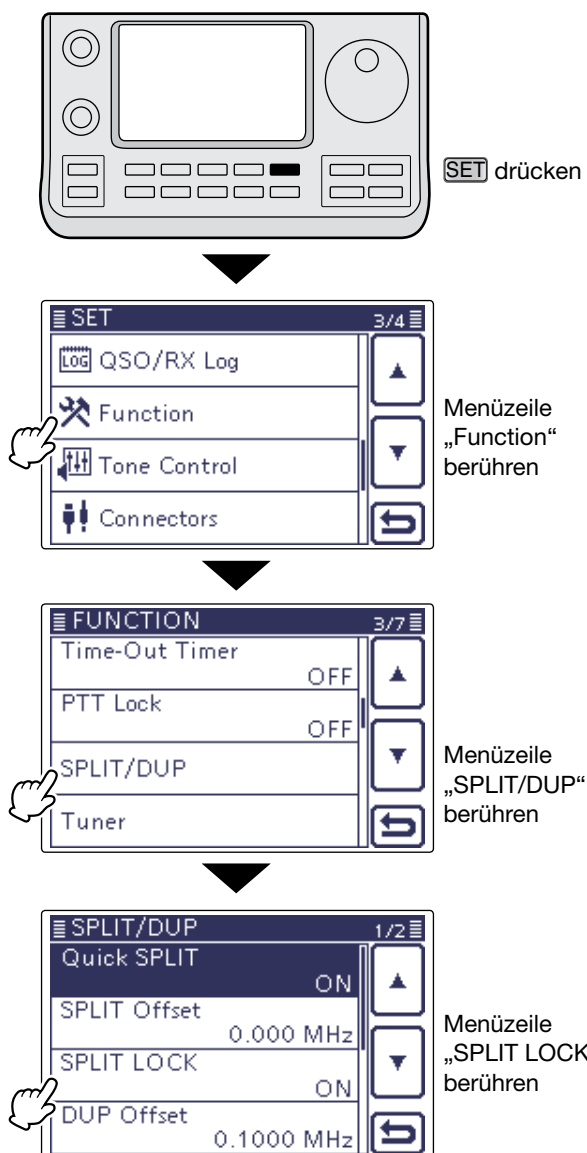 SET drücken
SET 3/4
LOG QSO/RX Log
Function
Tone Control
Connectors
Menüzeile
„Function“
berühren
FUNCTION 3/7
Time-Out Timer
OFF
PTT Lock
OFF
SPLIT/DUP
Tuner
Menüzeile
„SPLIT/DUP“
berühren
SPLIT/DUP 1/2
Quick SPLIT
ON
SPLIT Offset
0.000 MHz
SPLIT LOCK
ON
DUP Offset
0.1000 MHz
Menüzeile
„SPLIT LOCK
berühren